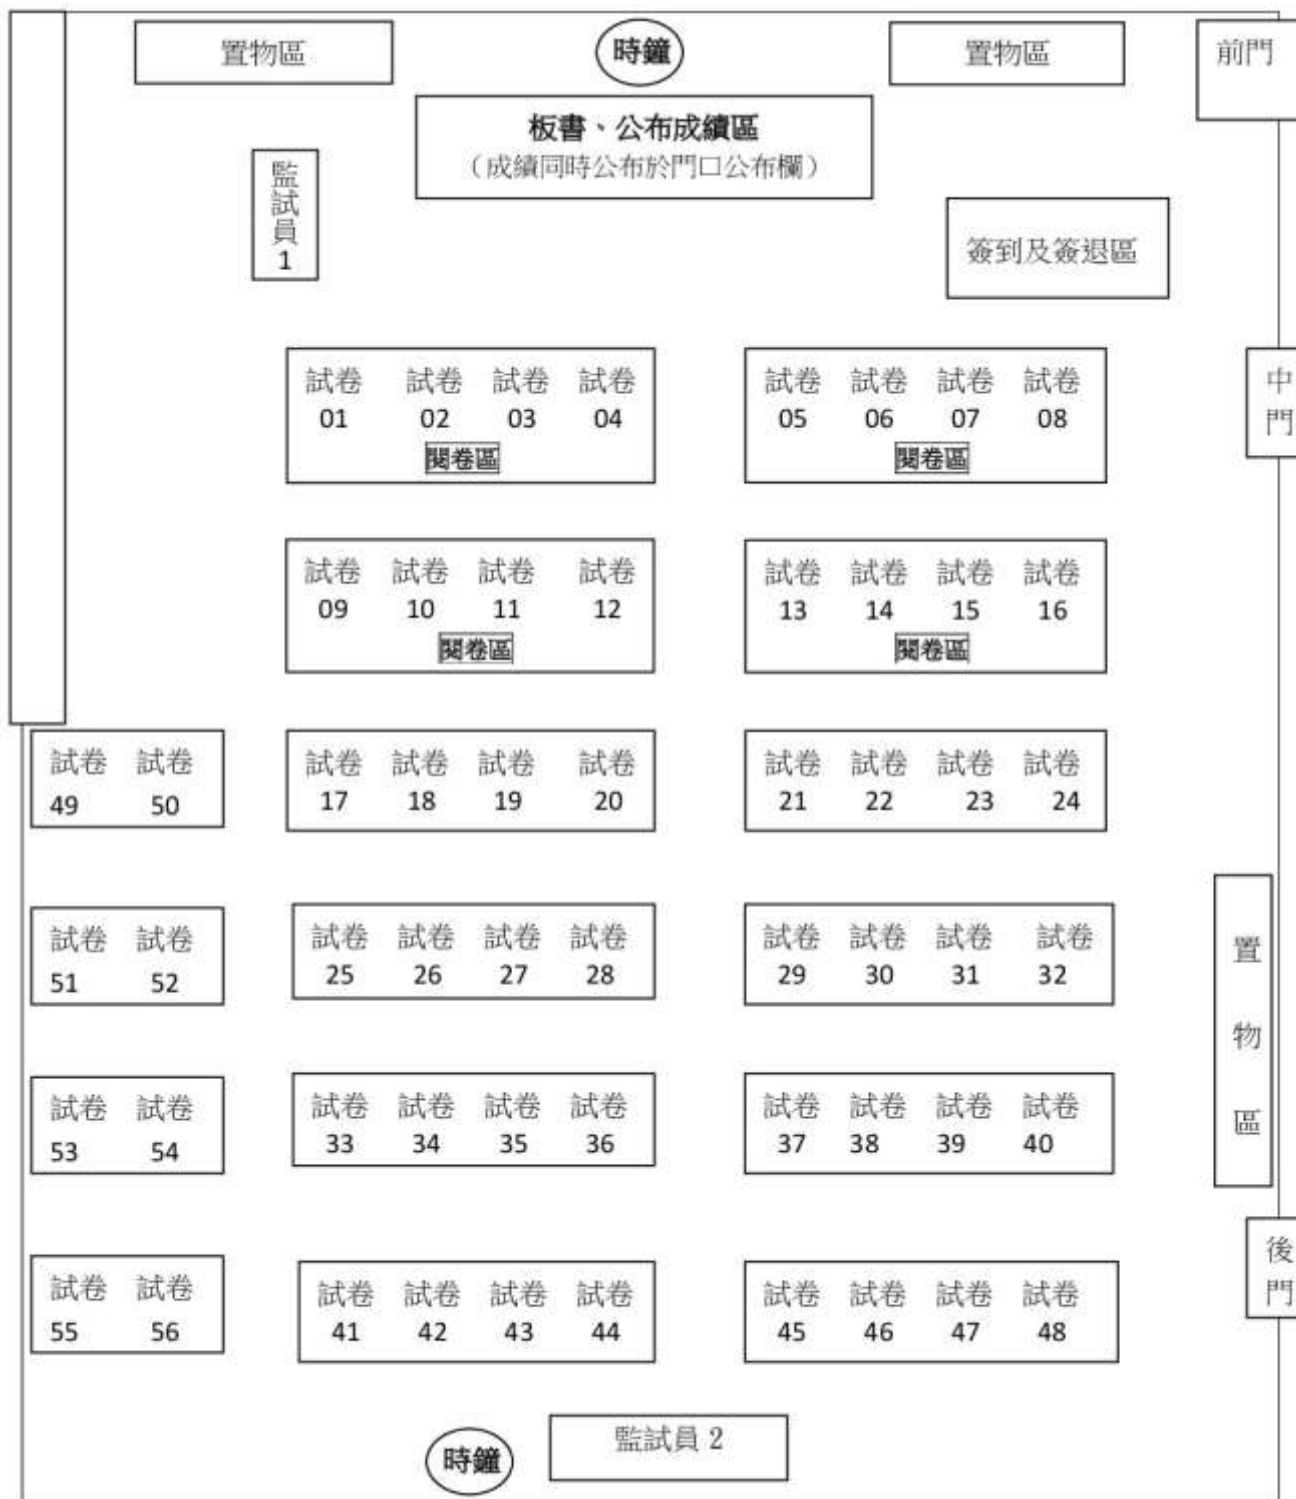 置物區
時鐘
置物區
前門
板書、公布成績區
（成績同時公布於門口公布欄）
監試員1
簽到及簽退區
試卷 試卷 試卷 試卷
01 02 03 04
閱卷區
試卷 試卷 試卷 試卷
05 06 07 08
閱卷區
中門
試卷 試卷 試卷 試卷
09 10 11 12
閱卷區
試卷 試卷 試卷 試卷
13 14 15 16
閱卷區
試卷 試卷
49 50
試卷 試卷 試卷 試卷
17 18 19 20
試卷 試卷 試卷 試卷
21 22 23 24
試卷 試卷
51 52
試卷 試卷 試卷 試卷
25 26 27 28
試卷 試卷 試卷 試卷
29 30 31 32
置物區
試卷 試卷
53 54
試卷 試卷 試卷 試卷
33 34 35 36
試卷 試卷 試卷 試卷
37 38 39 40
後門
試卷 試卷
55 56
試卷 試卷 試卷 試卷
41 42 43 44
試卷 試卷 試卷 試卷
45 46 47 48
時鐘
監試員 2